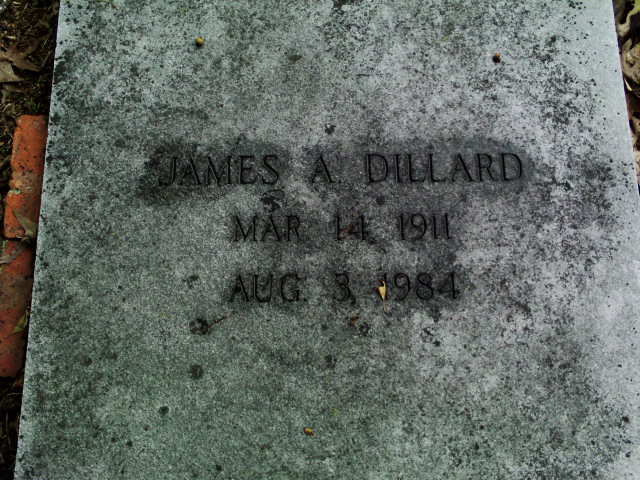 JAMES A. DILLARD
MAR 14 1911
AUG 3, 1984